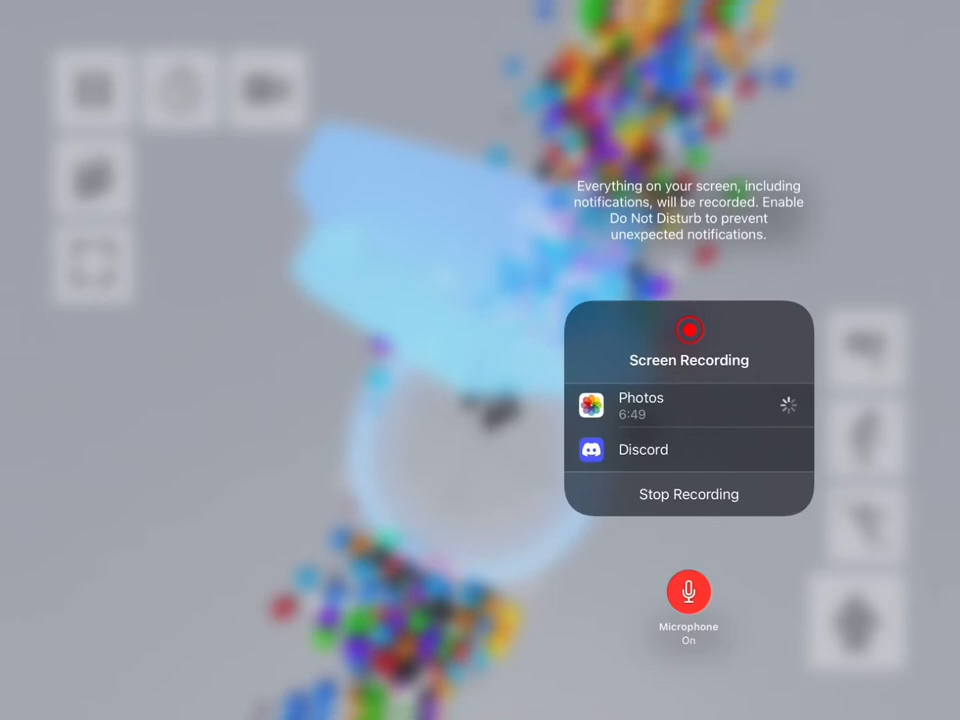 Everything on your screen, including
notifications, will be recorded. Enable
Do Not Disturb to prevent
unexpected notifications.
Screen Recording
Photos
6:49
Discord
Stop Recording
Microphone
On